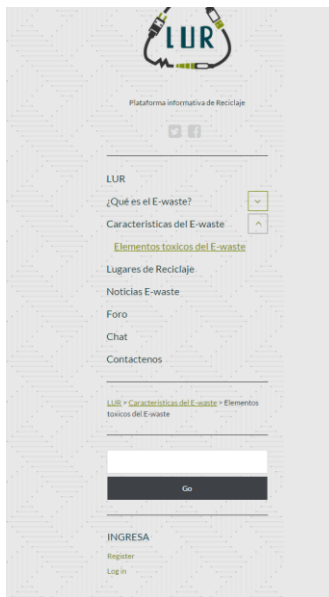 LUR
Plataforma informativa de Reciclaje
LUR
¿Qué es el E-waste?
Caracteristicas del E-waste
Elementos toxicos del E-waste
Lugares de Reciclaje
Noticias E-waste
Foro
Chat
Contactenos
LUR > Caracteristicas del E-waste > Elementos
toxicos del E-waste
Go
INGRESA
Register
Log in